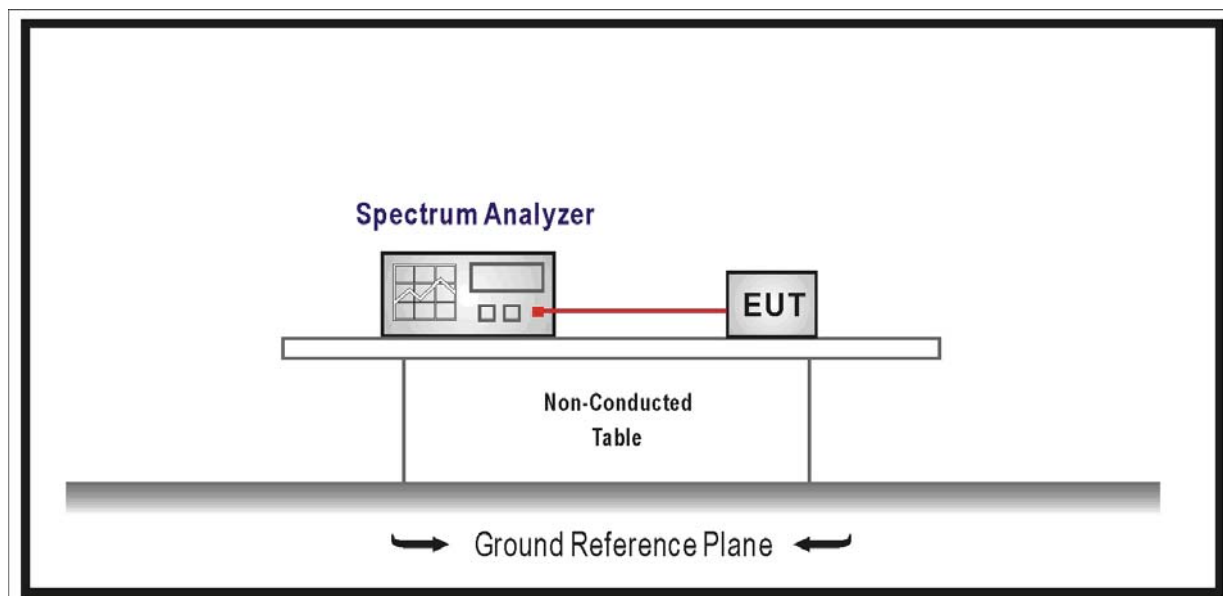 Spectrum Analyzer
EUT
Non-Conducted
Table
Ground Reference Plane